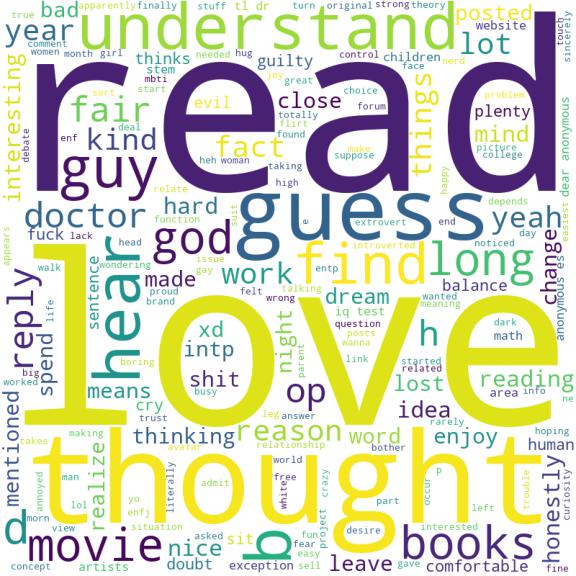 bad apparently finally stuff tl dr turn original strong theory
true comment understand website touch
year women month girl needed hug control children posted sincerely
thinks joy great face lot
mbti stem guilty choice nerd
sort start evil close forum problem
interesting fair totally flirt found things plenty
debate enf deal fact make mind picture college
kind heh woman suppose
read
guy taking high happy dear anonymous
relate
doctor function hard suit guess e depends easiest
fuck lack issue gay god extrovert end yeah
appears head introverted noticed day
walk hear wondering made work find entp long change
sentence proud brand felt wrong talking dream wanted meaning balance anonymous es
reply life night iq test question dark
love
spend xd posts wanna h started math
boring intp parent link related
big means shit busy op lost reading
worked cry leg answer idea area info ne
mentioned takes making trust reason rarely enjoy hoping
thinking avatar relationship word bother human
thought
annoyed man realize literally admit world free white crazy part occur p left trouble curiosity
lol yo enfj situation desire interested honestly
d morn view asked b sit fun fear easy project books
movie nice curious leave gave comfortable
concept artists doubt exception sell fine